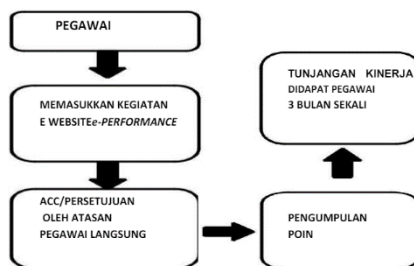 PEGAWAI
MEMASUKKAN KEGIATAN
E WEBSITEe-PERFORMANCE
ACC/PERSETUJUAN
OLEH ATASAN
PEGAWAI LANGSUNG
PENGUMPULAN
POIN
TUNJANGAN KINERJA
DIDAPAT PEGAWAI
3 BULAN SEKALI